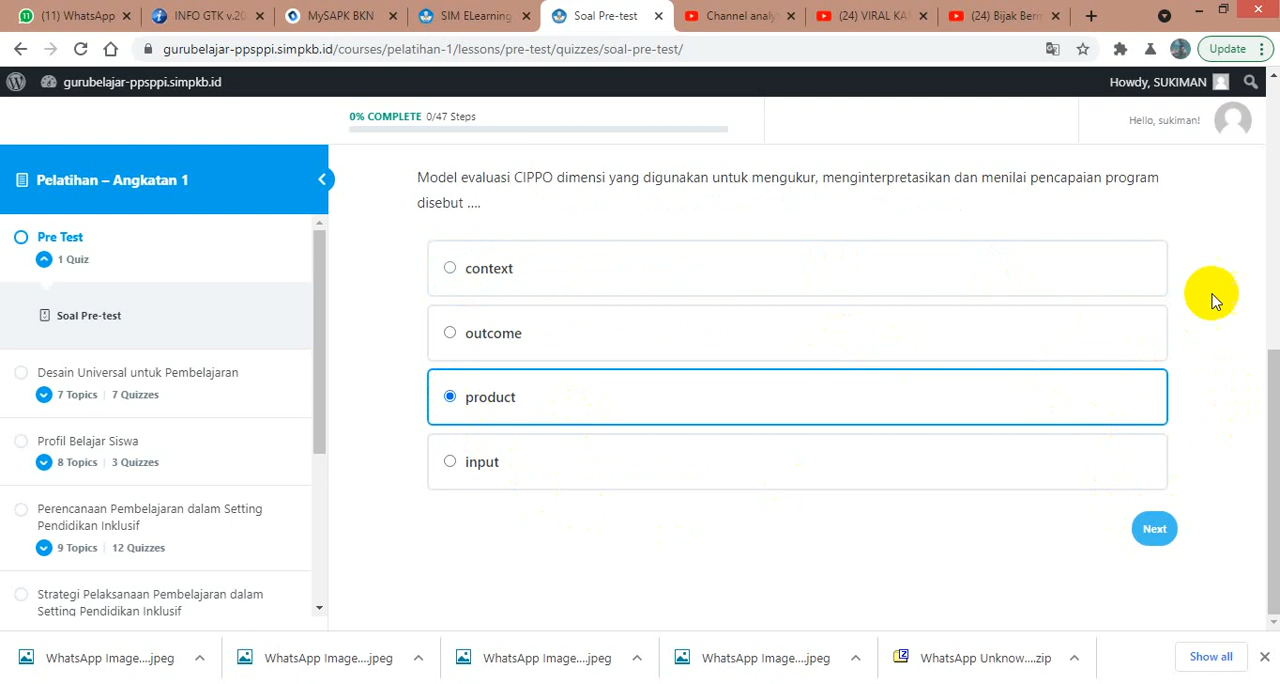 (11) WhatsApp
INFO GTK v.20
MySAPK BKN
SIM ELearning
Soal Pre-test
Channel analy
(24) VIRAL KA
(24) Bijak Ber
gurubelajar-ppsppi.simpkb.id/courses/pelatihan-1/lessons/pre-test/quizzes/soal-pre-test/
Update
gurubelajar-ppsppi.simpkb.id
Howdy, SUKIMAN
0% COMPLETE 0/47 Steps
Hello, sukiman!
Pelatihan – Angkatan 1
Pre Test
1 Quiz
Soal Pre-test
Desain Universal untuk Pembelajaran
7 Topics | 7 Quizzes
Profil Belajar Siswa
8 Topics | 3 Quizzes
Perencanaan Pembelajaran dalam Setting
Pendidikan Inklusif
9 Topics | 12 Quizzes
Strategi Pelaksanaan Pembelajaran dalam
Setting Pendidikan Inklusif
Model evaluasi CIPPO dimensi yang digunakan untuk mengukur, menginterpretasikan dan menilai pencapaian program
disebut ....
context
outcome
product
input
Next
WhatsApp Image....jpeg
WhatsApp Image....jpeg
WhatsApp Image....jpeg
WhatsApp Image....jpeg
WhatsApp Unknow....zip
Show all